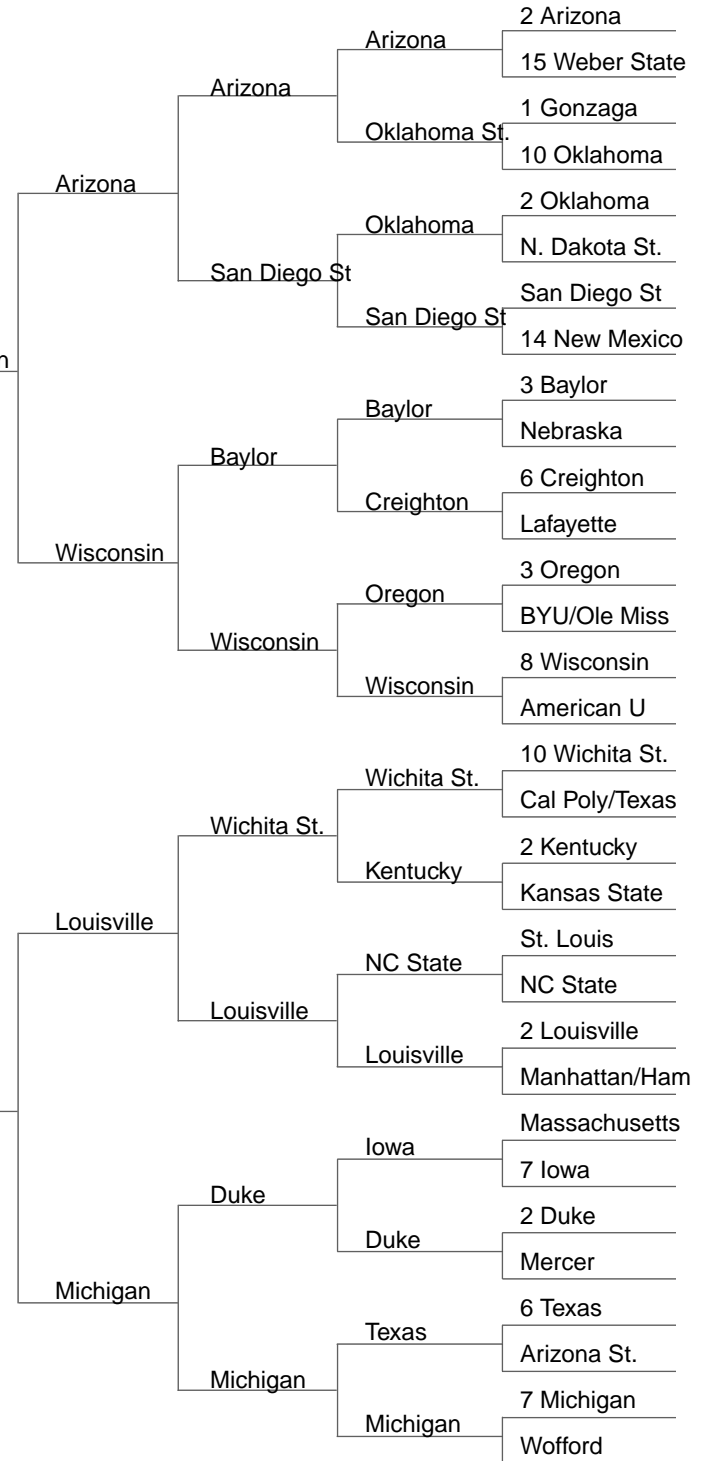 2 Arizona
Arizona
15 Weber State
Arizona
1 Gonzaga
Oklahoma St.
10 Oklahoma
Arizona
2 Oklahoma
Oklahoma
N. Dakota St.
San Diego St
San Diego St
San Diego St
14 New Mexico
n
3 Baylor
Baylor
Nebraska
Baylor
6 Creighton
Creighton
Lafayette
Wisconsin
3 Oregon
Oregon
BYU/Ole Miss
Wisconsin
8 Wisconsin
Wisconsin
American U
10 Wichita St.
Wichita St.
Cal Poly/Texas
Wichita St.
2 Kentucky
Kentucky
Kansas State
Louisville
St. Louis
NC State
NC State
Louisville
2 Louisville
Louisville
Manhattan/Ham
Massachusetts
Iowa
7 Iowa
Duke
2 Duke
Duke
Mercer
Michigan
6 Texas
Texas
Arizona St.
Michigan
7 Michigan
Michigan
Wofford